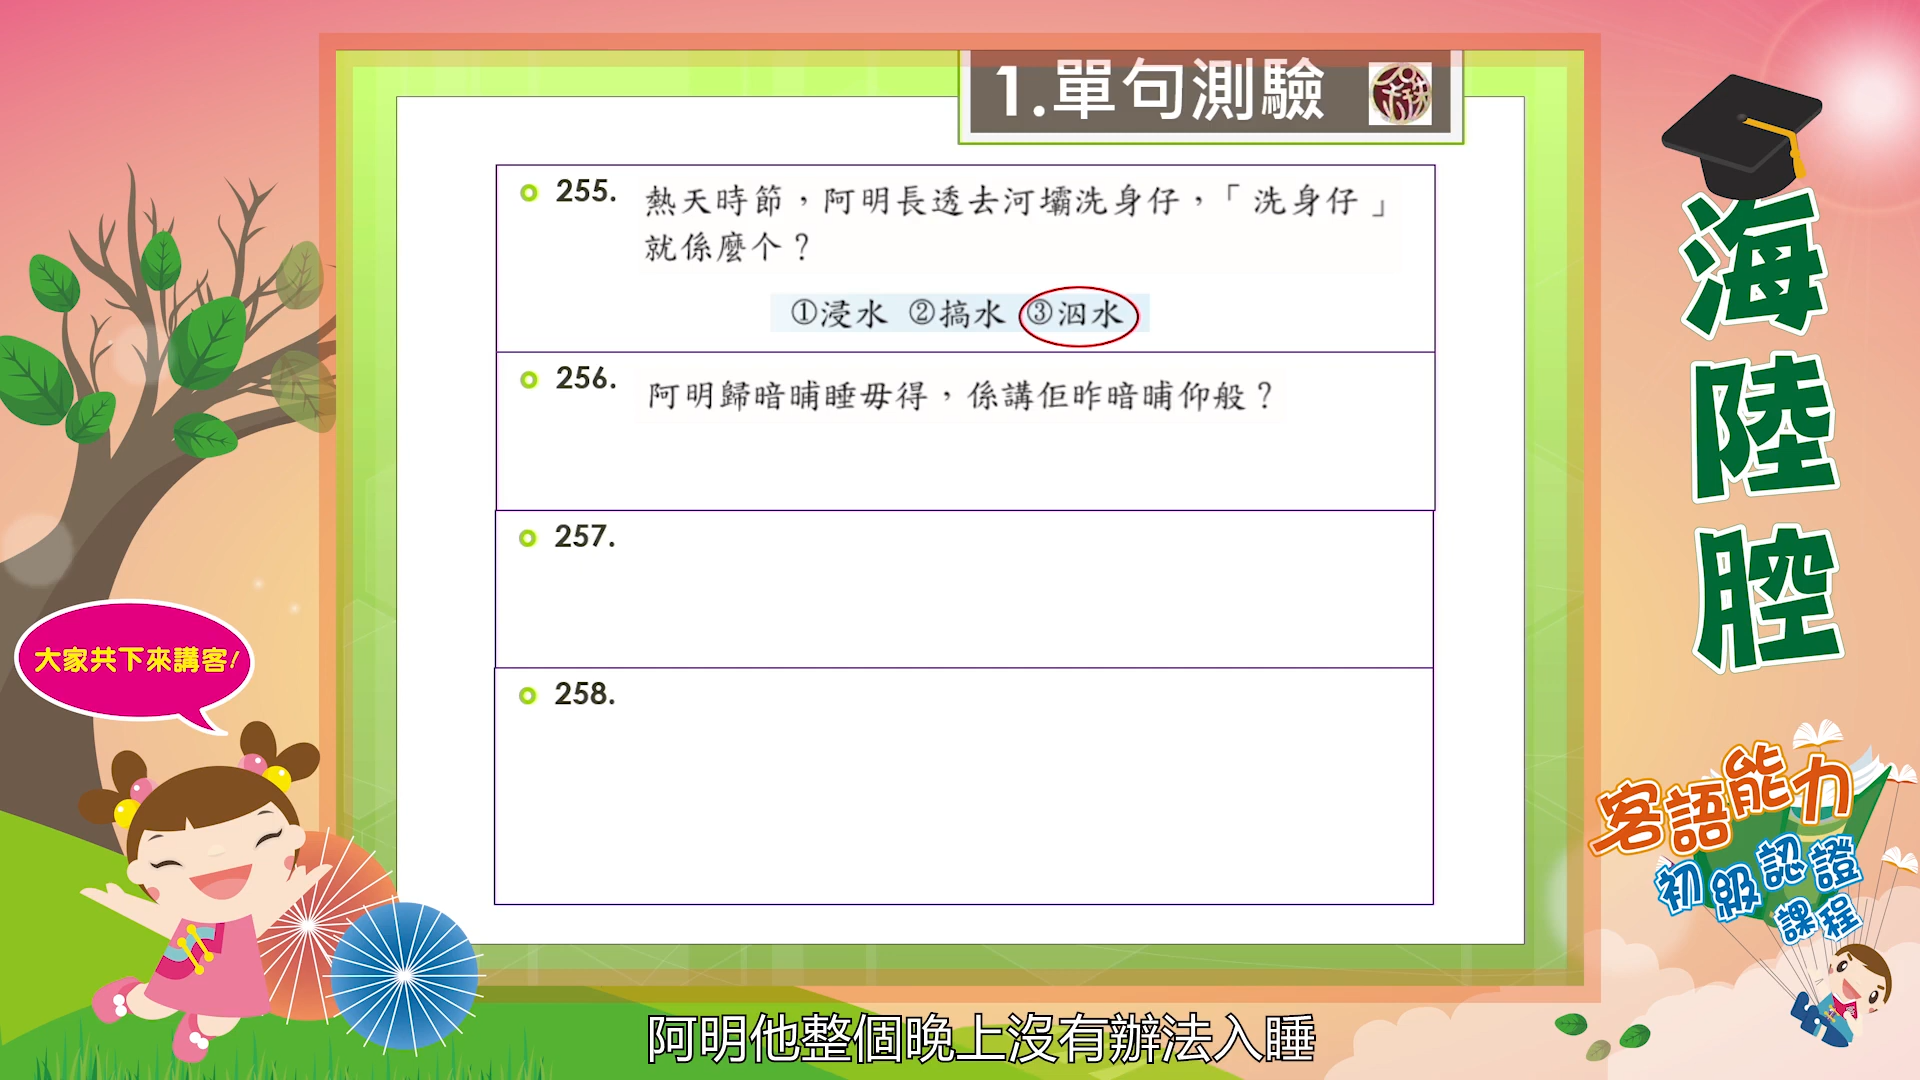 1.單句測驗
255. 熱天時節，阿明長透去河壩洗身仔，「洗身仔」
就係麼个？
①浸水 ②搞水 ③泅水
256. 阿明歸暗晡睡毋得，係講佢昨暗晡仰般？
257.
258.
大家共下來講客!
海陸腔
客語能力
初級認證
課程
阿明他整個晚上沒有辦法入睡